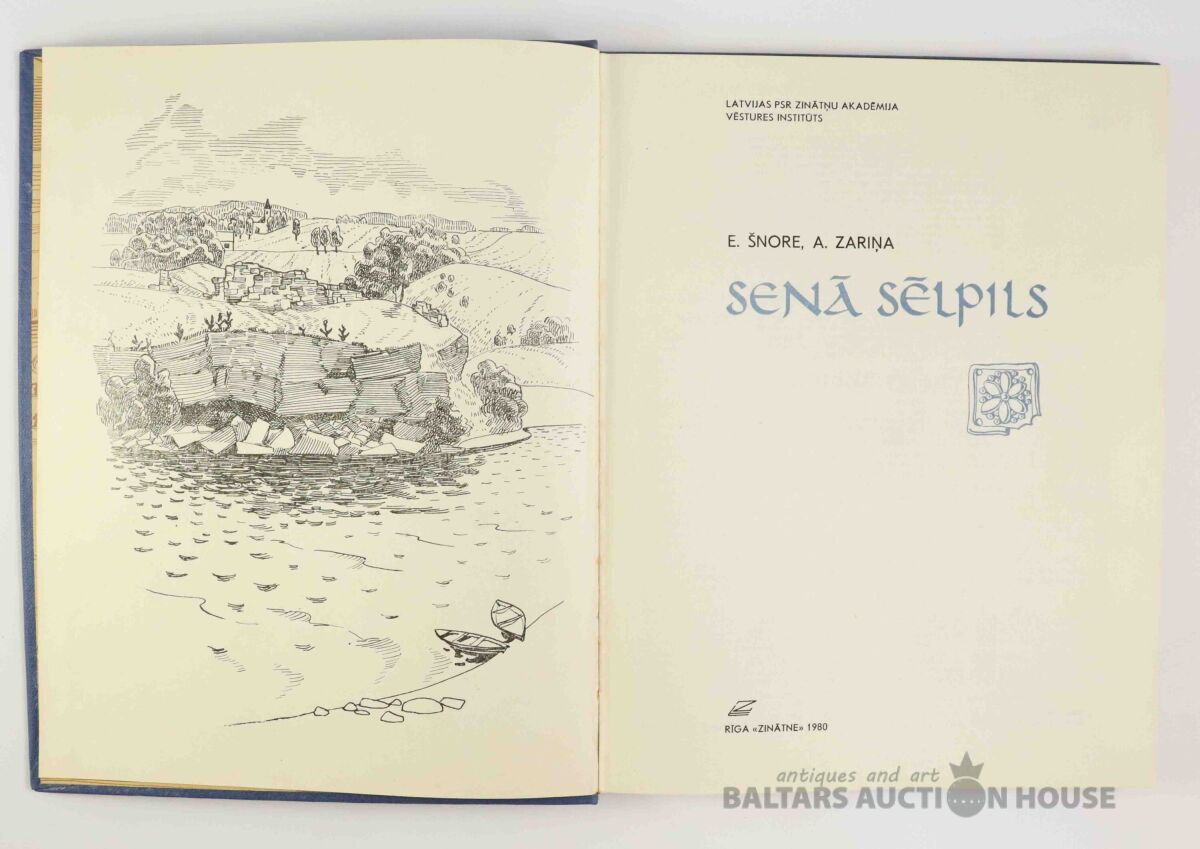 LATVIJAS PSR ZINĀTŅU AKADĒMIJA
VĒSTURES INSTITŪTS
E. ŠNORE, A. ZARIŅA
SENĀ SĒLPILS
RĪGA «ZINĀTNE» 1980
antiques and art
BALTARS AUCTION HOUSE